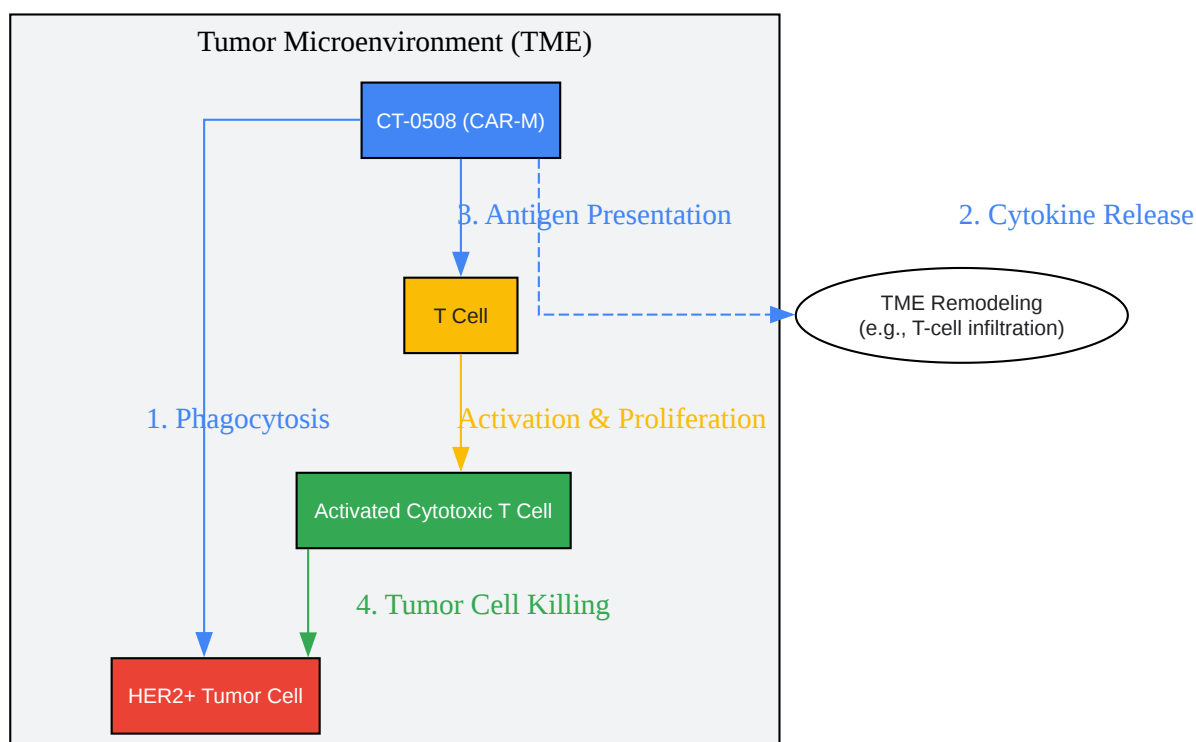 Tumor Microenvironment (TME)
CT-0508 (CAR-M)
3. Antigen Presentation
2. Cytokine Release
T Cell
TME Remodeling
(e.g., T-cell infiltration)
1. Phagocytosis
Activation & Proliferation
Activated Cytotoxic T Cell
4. Tumor Cell Killing
HER2+ Tumor Cell